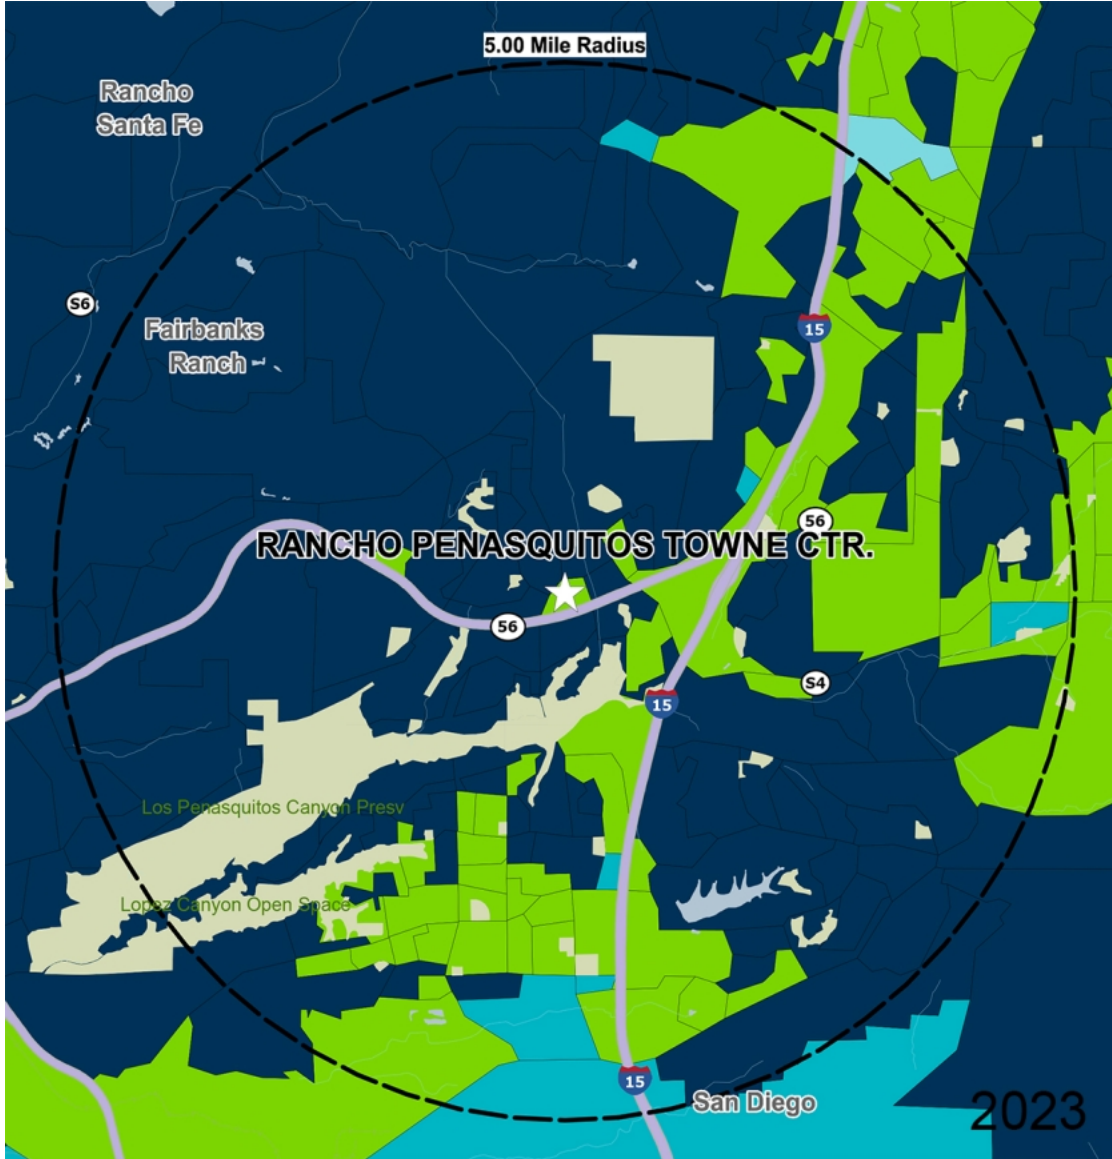 5.00 Mile Radius
Rancho
Santa Fe
S6
Fairbanks
Ranch
15
56
RANCHO PENASQUITOS TOWNE CTR.
56
S4
15
Los Penasquitos Canyon Presv
Lopez Canyon Open Space
15
San Diego
2023